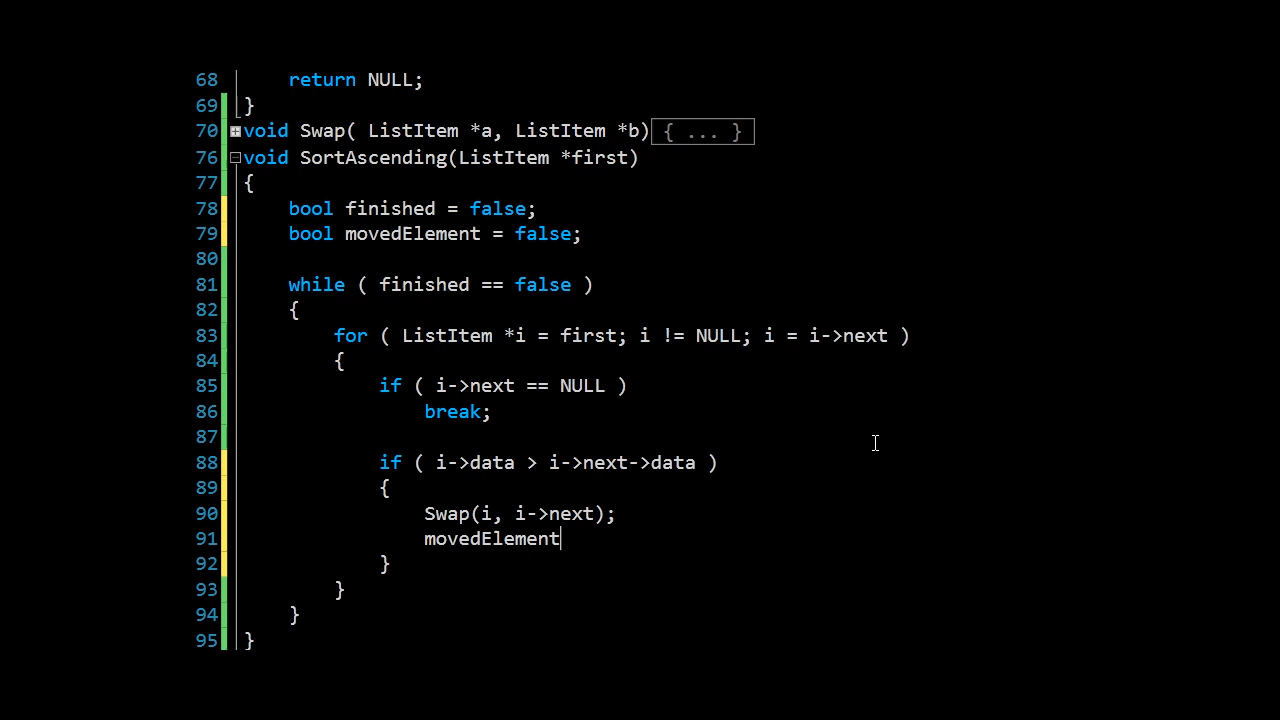 68     return NULL;
69 }
70 void Swap( ListItem *a, ListItem *b) { ... }
76 void SortAscending(ListItem *first)
77 {
78     bool finished = false;
79     bool movedElement = false;
80
81     while ( finished == false )
82     {
83         for ( ListItem *i = first; i != NULL; i = i->next )
84         {
85             if ( i->next == NULL )
86                 break;
87
88             if ( i->data > i->next->data )
89             {
90                 Swap(i, i->next);
91                 movedElement
92             }
93         }
94     }
95 }